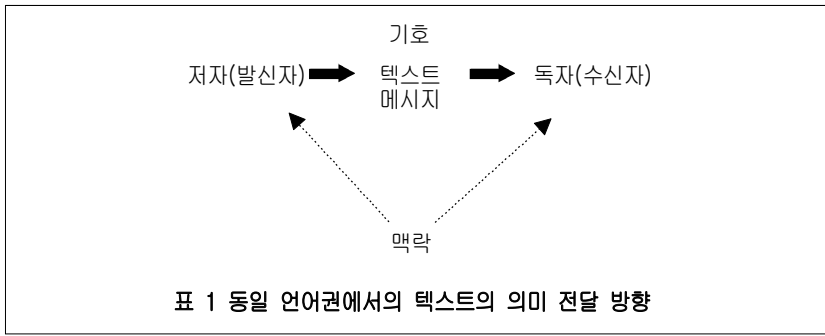 기호
저자(발신자) 텍스트 독자(수신자)
메시지
맥락
표 1 동일 언어권에서의 텍스트의 의미 전달 방향